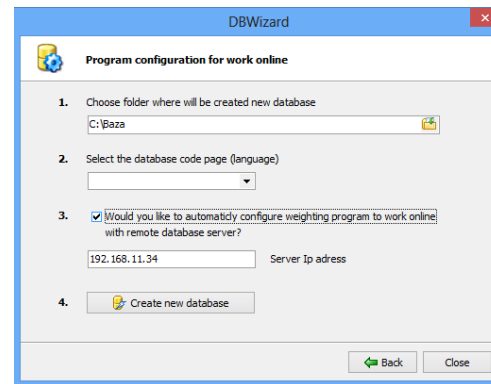 DBWizard
Program configuration for work online
1. Choose folder where will be created new database
C:\Baza
2. Select the database code page (language)
3. Would you like to automaticly configure weighting program to work online
with remote database server?
192.168.11.34 Server Ip adress
4. Create new database
Back Close